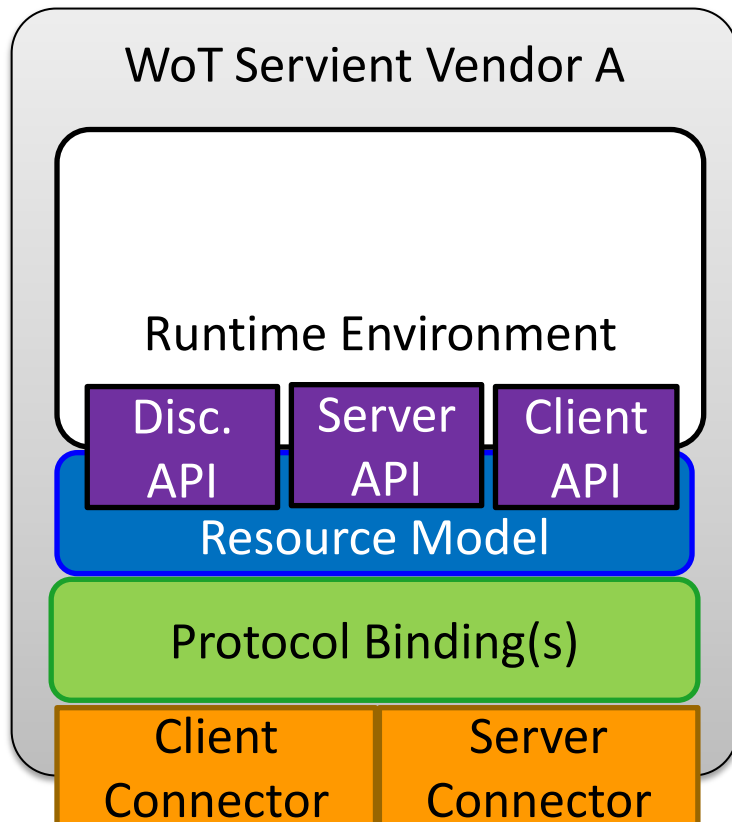 WoT Servient Vendor A
Runtime Environment
Disc.
API
Server
API
Client
API
Resource Model
Protocol Binding(s)
Client
Connector
Server
Connector